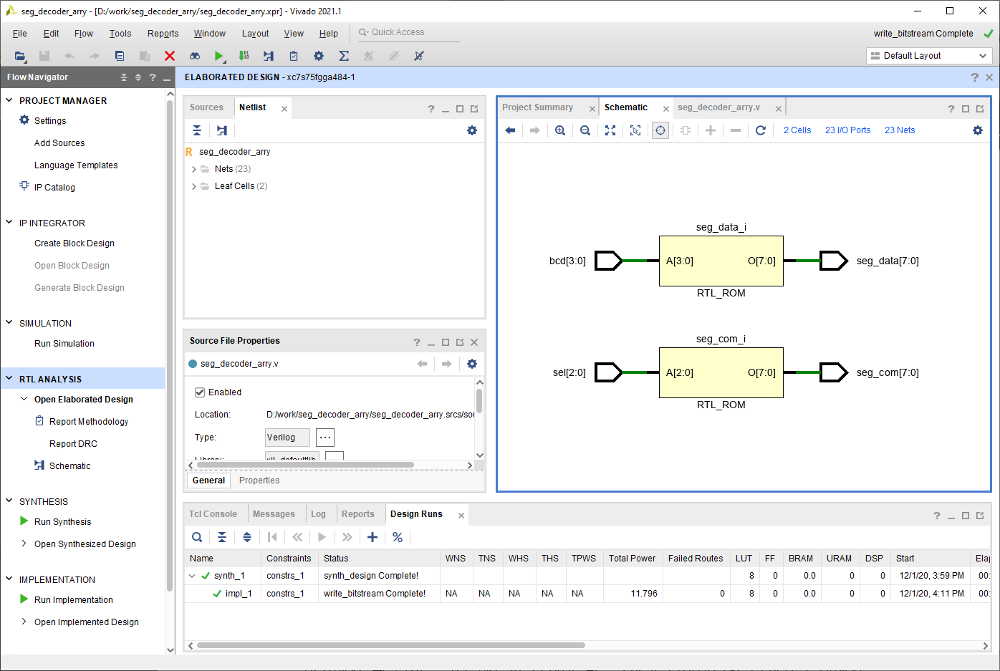 seg_decoder_arry - [D:/work/seg_decoder_arry/seg_decoder_arry.xpr] - Vivado 2021.1
File Edit Flow Tools Reports Window Layout View Help Quick Access
write_bitstream Complete
Default Layout
Flow Navigator
PROJECT MANAGER
Settings
Add Sources
Language Templates
IP Catalog
IP INTEGRATOR
Create Block Design
Open Block Design
Generate Block Design
SIMULATION
Run Simulation
RTL ANALYSIS
Open Elaborated Design
Report Methodology
Report DRC
Schematic
SYNTHESIS
Run Synthesis
Open Synthesized Design
IMPLEMENTATION
Run Implementation
Open Implemented Design
ELABORATED DESIGN - xc7s75fgga484-1
Sources Netlist
seg_decoder_arry
Nets (23)
Leaf Cells (2)
Source File Properties
seg_decoder_arry.v
Enabled
Location: D:/work/seg_decoder_arry/seg_decoder_arry.srcs/sou
Type: Verilog ...
Library: xil_defaultlib
General Properties
Project Summary Schematic seg_decoder_arry.v
2 Cells 23 I/O Ports 23 Nets
seg_data_i
bcd[3:0] A[3:0] O[7:0] seg_data[7:0]
RTL_ROM
seg_com_i
sel[2:0] A[2:0] O[7:0] seg_com[7:0]
RTL_ROM
Tcl Console Messages Log Reports Design Runs
Name Constraints Status WNS TNS WHS THS TPWS Total Power Failed Routes LUT FF BRAM URAM DSP Start Elap
synth_1 constrs_1 synth_design Complete! 8 0 0.0 0 0 12/1/20, 3:59 PM 00:
impl_1 constrs_1 write_bitstream Complete! NA NA NA NA NA 11.796 0 8 0 0.0 0 0 12/1/20, 4:11 PM 00: